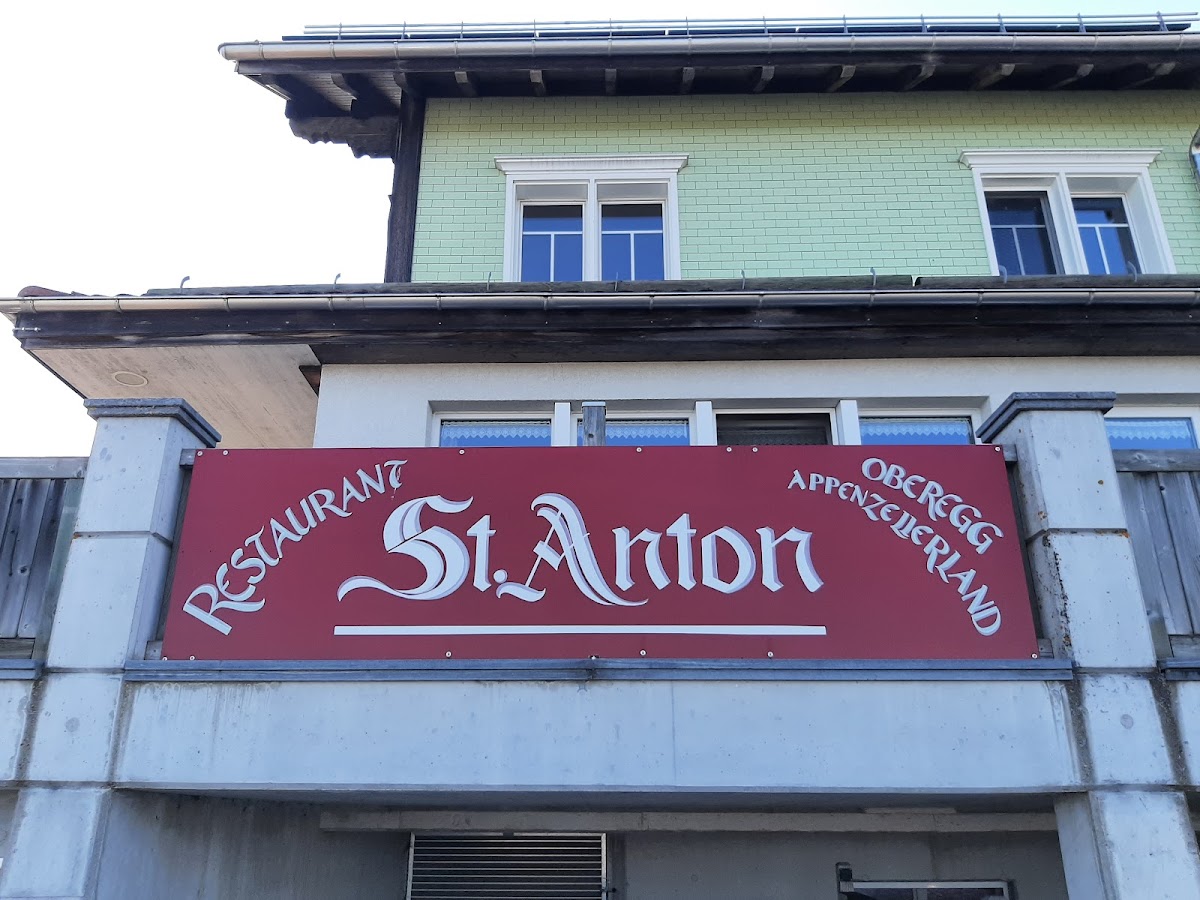 RESTAURANT
St. Anton
OBEREGG
APPENZELLERLAND